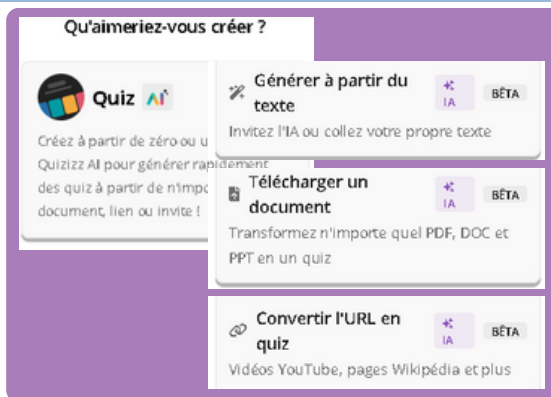 Qu'aimeriez-vous créer ?
Quiz AI
Créez à partir de zéro ou u
Quizizz AI pour générer rapidement
des quiz à partir de n'impo
document, lien ou invite !
Générer à partir du
texte
IA
BÊTA
Invitez l'IA ou collez votre propre texte
Télécharger un
document
IA
BÊTA
Transformez n'importe quel PDF, DOC et
PPT en un quiz
Convertir l'URL en
quiz
IA
BÊTA
Vidéos YouTube, pages Wikipédia et plus